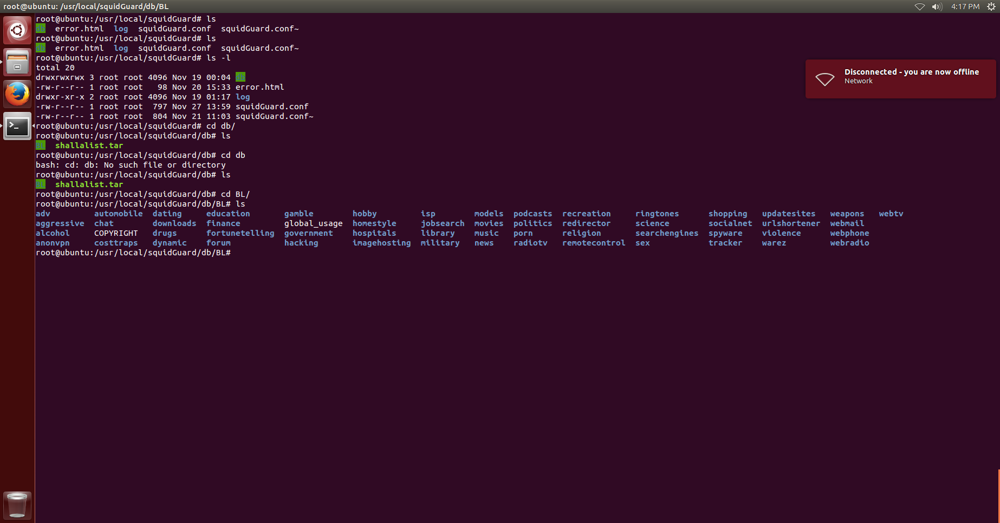 root@ubuntu: /usr/local/squidGuard/db/BL
4:17 PM
root@ubuntu:/usr/local/squidGuard# ls
db  error.html  log  squidGuard.conf  squidGuard.conf~
root@ubuntu:/usr/local/squidGuard# ls
db  error.html  log  squidGuard.conf  squidGuard.conf~
root@ubuntu:/usr/local/squidGuard# ls -l
total 20
drwxrwxrwx 3 root root 4096 Nov 19 00:04 db
-rw-r--r-- 1 root root   98 Nov 20 15:33 error.html
drwxr-xr-x 2 root root 4096 Nov 19 01:17 log
-rw-r--r-- 1 root root  797 Nov 27 13:59 squidGuard.conf
-rw-r--r-- 1 root root  804 Nov 21 11:03 squidGuard.conf~
root@ubuntu:/usr/local/squidGuard# cd db/
root@ubuntu:/usr/local/squidGuard/db# ls
BL  shallalist.tar
root@ubuntu:/usr/local/squidGuard/db# cd db
bash: cd: db: No such file or directory
root@ubuntu:/usr/local/squidGuard/db# ls
BL  shallalist.tar
root@ubuntu:/usr/local/squidGuard/db# cd BL/
root@ubuntu:/usr/local/squidGuard/db/BL# ls
adv         automobile  dating     education       gamble        hobby         isp        models  podcasts  recreation     ringtones      shopping   updatesites   weapons   webtv
aggressive  chat        downloads  finance         global_usage  homestyle     jobsearch  movies  politics  redirector     science        socialnet  urlshortener  webmail
alcohol     COPYRIGHT   drugs      fortunetelling  government    hospitals     library    music   porn      religion       searchengines  spyware    violence      webphone
anonvpn     costtraps   dynamic    forum           hacking       imagehosting  military   news    radiotv   remotecontrol  sex            tracker    warez         webradio
root@ubuntu:/usr/local/squidGuard/db/BL#
Disconnected - you are now offline
Network